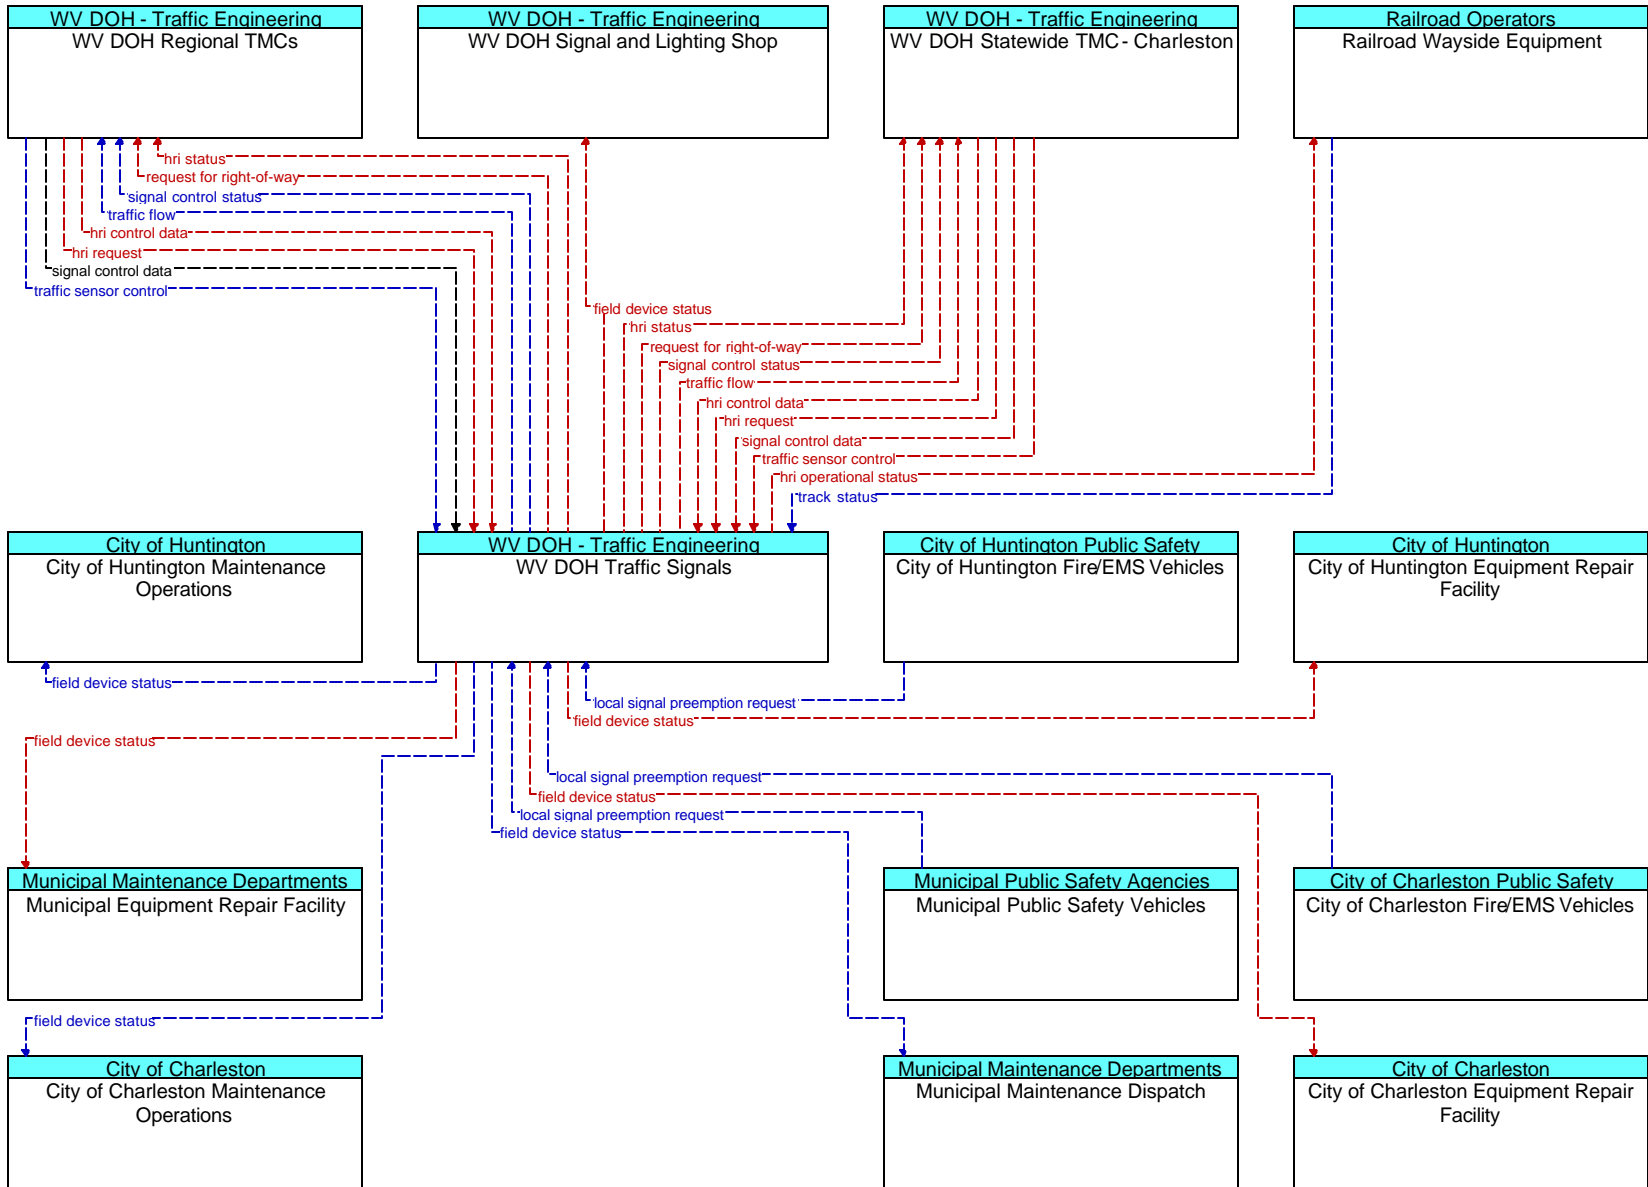 WV DOH - Traffic Engineering
WV DOH Regional TMCs
WV DOH - Traffic Engineering
WV DOH Signal and Lighting Shop
WV DOH - Traffic Engineering
WV DOH Statewide TMC - Charleston
Railroad Operators
Railroad Wayside Equipment
hri status
request for right-of-way
signal control status
traffic flow
hri control data
hri request
signal control data
traffic sensor control
field device status
hri status
request for right-of-way
signal control status
traffic flow
hri control data
hri request
signal control data
traffic sensor control
hri operational status
track status
City of Huntington
City of Huntington Maintenance
Operations
WV DOH - Traffic Engineering
WV DOH Traffic Signals
City of Huntington Public Safety
City of Huntington Fire/EMS Vehicles
City of Huntington
City of Huntington Equipment Repair
Facility
field device status
local signal preemption request
field device status
field device status
local signal preemption request
field device status
local signal preemption request
field device status
Municipal Maintenance Departments
Municipal Equipment Repair Facility
Municipal Public Safety Agencies
Municipal Public Safety Vehicles
City of Charleston Public Safety
City of Charleston Fire/EMS Vehicles
field device status
City of Charleston
City of Charleston Maintenance
Operations
Municipal Maintenance Departments
Municipal Maintenance Dispatch
City of Charleston
City of Charleston Equipment Repair
Facility